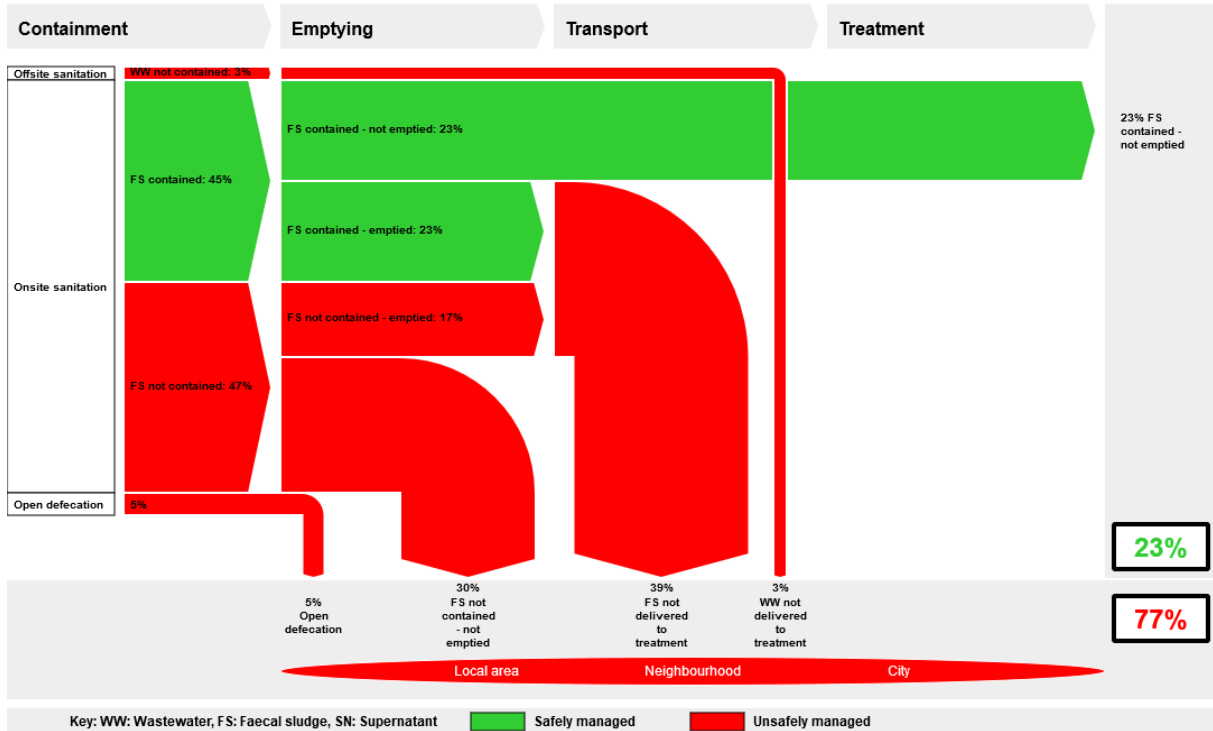 Containment
Emptying
Transport
Treatment
Offsite sanitation
WW not contained: 3%
FS contained - not emptied: 23%
23% FS
contained -
not emptied
FS contained: 45%
FS contained - emptied: 23%
Onsite sanitation
FS not contained - emptied: 17%
FS not contained: 47%
Open defecation
5%
23%
5%
Open
defecation
30%
FS not
contained
- not
emptied
39%
FS not
delivered
to
treatment
3%
WW not
delivered
to
treatment
77%
Local area
Neighbourhood
City
Key: WW: Wastewater, FS: Faecal sludge, SN: Supernatant
Safely managed
Unsafely managed